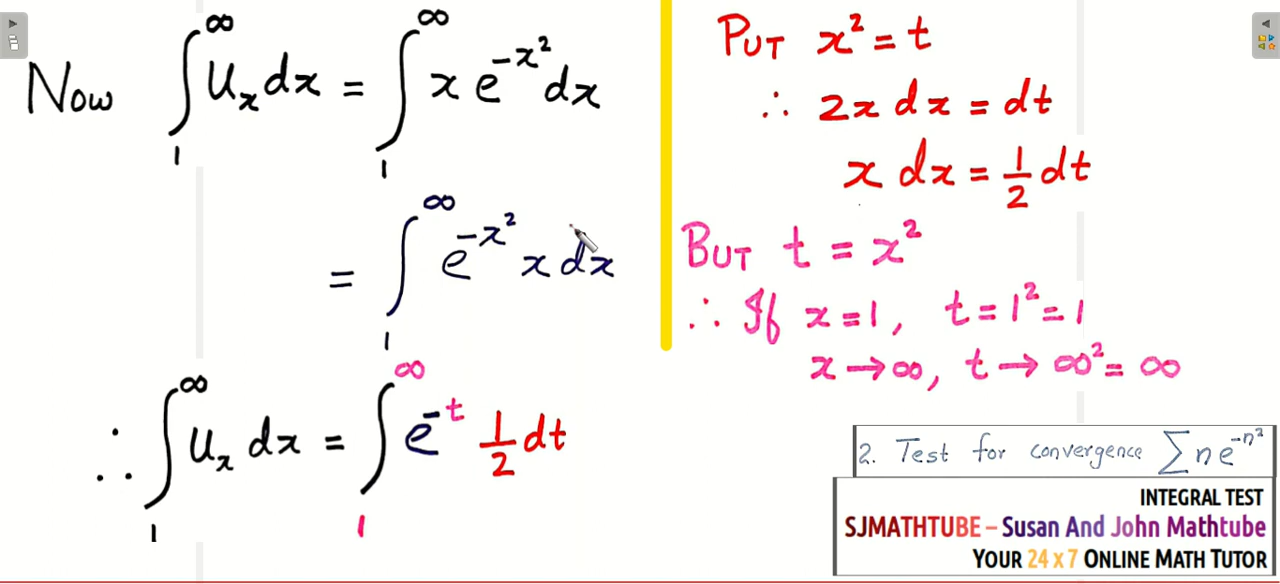 Now ∫₁^∞ uₓ dx = ∫₁^∞ x e^{-x²} dx
= ∫₁^∞ e^{-x²} x dx
∴ ∫₁^∞ uₓ dx = ∫₁^∞ e^{-t} 1/2 dt
PUT x² = t
∴ 2x dx = dt
x dx = 1/2 dt
BUT t = x²
∴ If x = 1, t = 1² = 1
x → ∞, t → ∞² = ∞
2. Test for convergence ∑ n e^{-n²}
INTEGRAL TEST
SJMATHTUBE – Susan And John Mathtube
YOUR 24 x 7 ONLINE MATH TUTOR